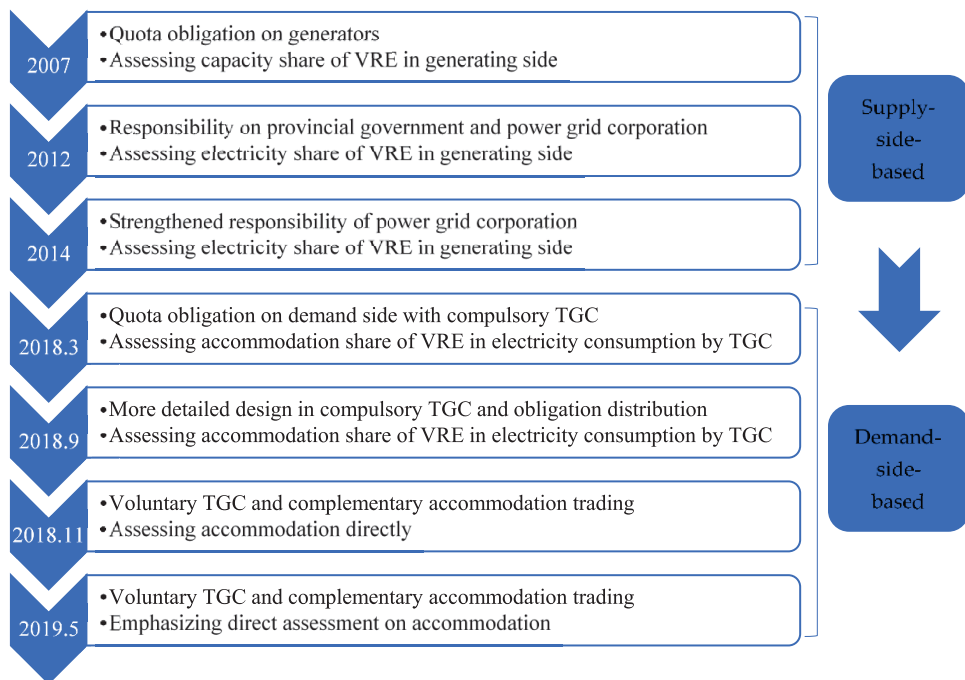 2007
•Quota obligation on generators
•Assessing capacity share of VRE in generating side
2012
•Responsibility on provincial government and power grid corporation
•Assessing electricity share of VRE in generating side
2014
•Strengthened responsibility of power grid corporation
•Assessing electricity share of VRE in generating side
Supply-
side-
based
2018.3
•Quota obligation on demand side with compulsory TGC
•Assessing accommodation share of VRE in electricity consumption by TGC
2018.9
•More detailed design in compulsory TGC and obligation distribution
•Assessing accommodation share of VRE in electricity consumption by TGC
2018.11
•Voluntary TGC and complementary accommodation trading
•Assessing accommodation directly
2019.5
•Voluntary TGC and complementary accommodation trading
•Emphasizing direct assessment on accommodation
Demand-
side-
based